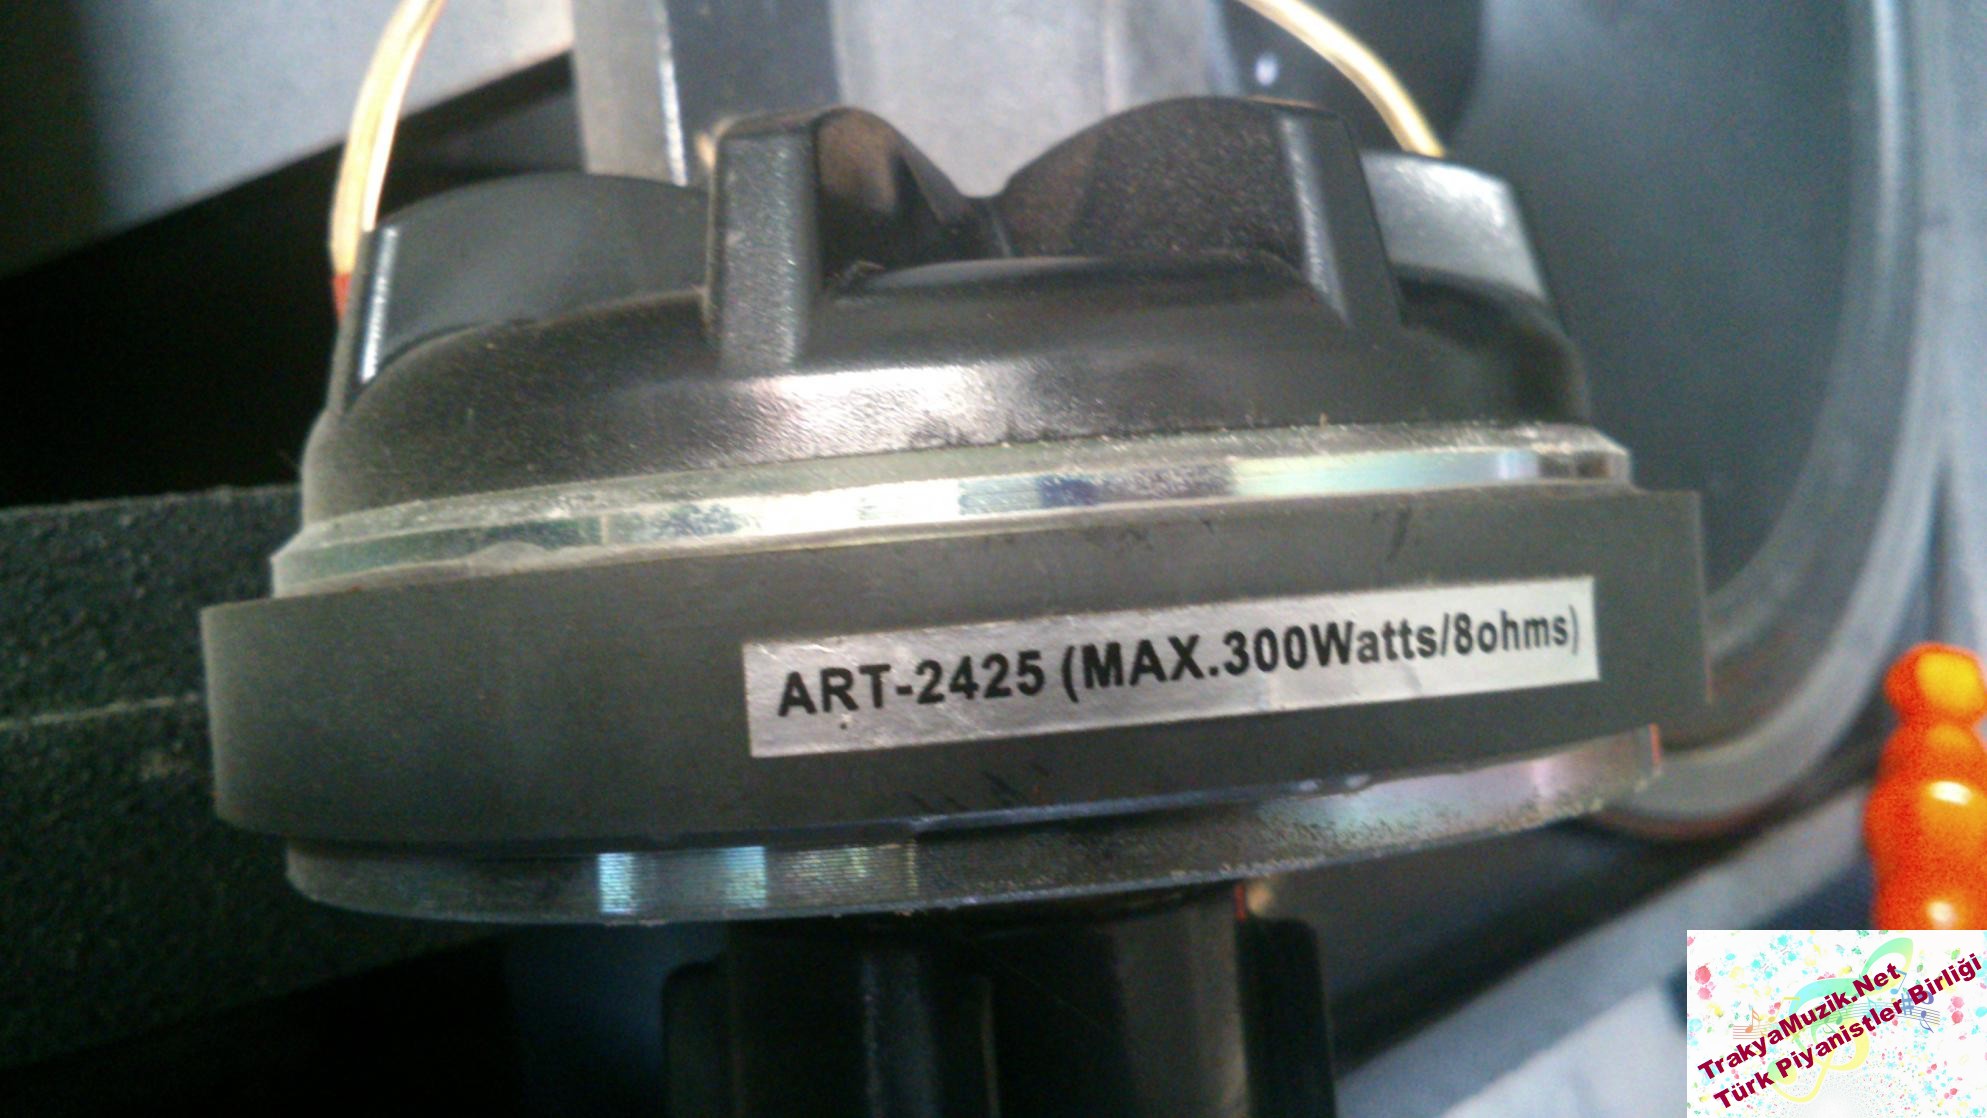 ART-2425 (MAX.300Watts/8ohms)
TrakyaMuzik.Net
Türk Piyanistler Birliği